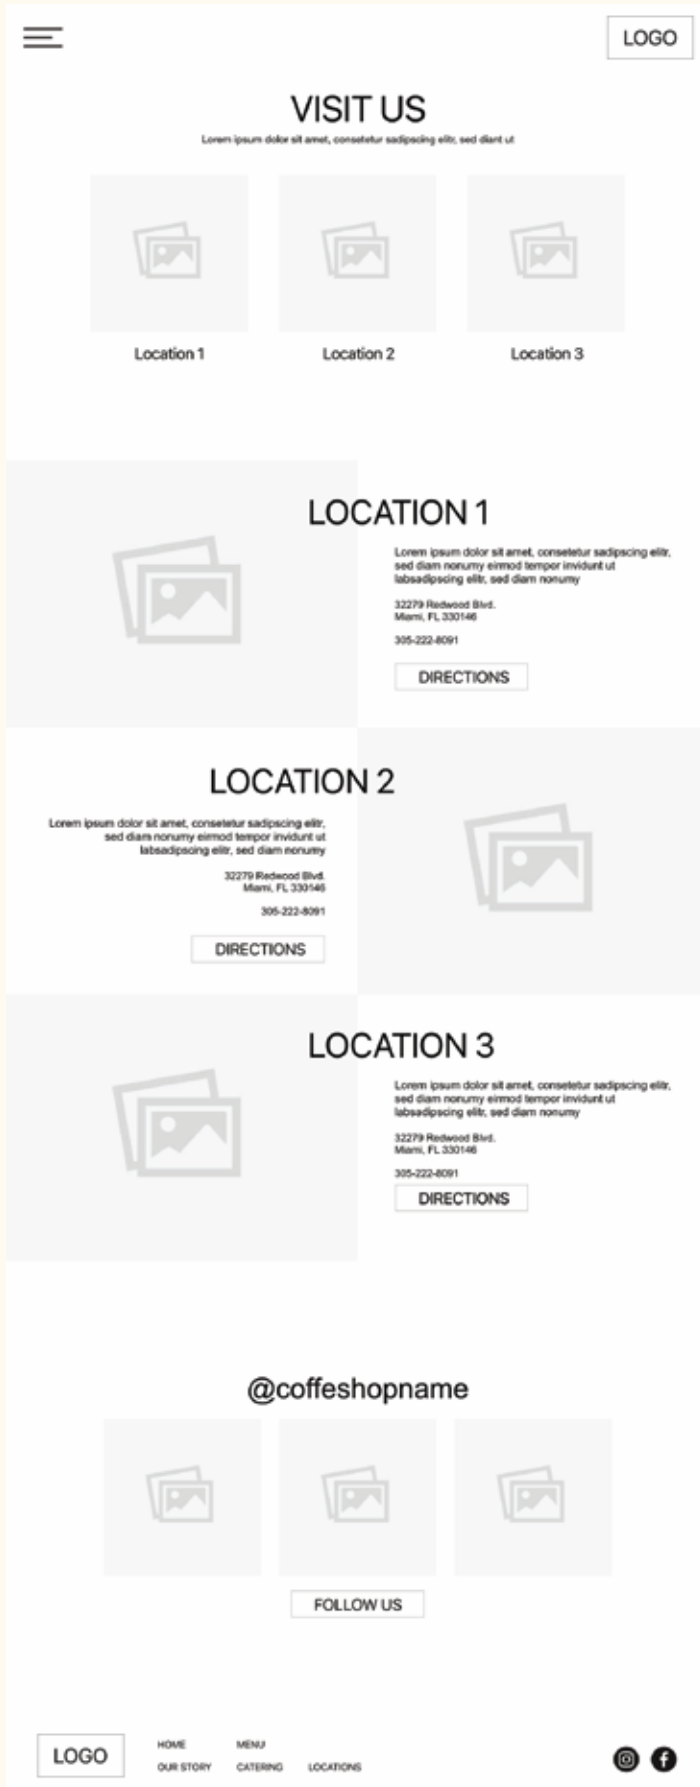 LOGO
VISIT US
Lorem ipsum dolor sit amet, consetetur sadipscing elitr, sed diant ut
Location 1
Location 2
Location 3
LOCATION 1
Lorem ipsum dolor sit amet, consetetur sadipscing elitr,
sed diam nonumy eirmod tempor invidunt ut
labsadipscing elitr, sed diam nonumy
32279 Redwood Blvd.
Miami, FL 330146
305-222-8091
DIRECTIONS
LOCATION 2
Lorem ipsum dolor sit amet, consetetur sadipscing elitr,
sed diam nonumy eirmod tempor invidunt ut
labsadipscing elitr, sed diam nonumy
32279 Redwood Blvd.
Miami, FL 330146
305-222-8091
DIRECTIONS
LOCATION 3
Lorem ipsum dolor sit amet, consetetur sadipscing elitr,
sed diam nonumy eirmod tempor invidunt ut
labsadipscing elitr, sed diam nonumy
32279 Redwood Blvd.
Miami, FL 330146
305-222-8091
DIRECTIONS
@coffeshopname
FOLLOW US
LOGO
HOME MENU
OUR STORY CATERING LOCATIONS